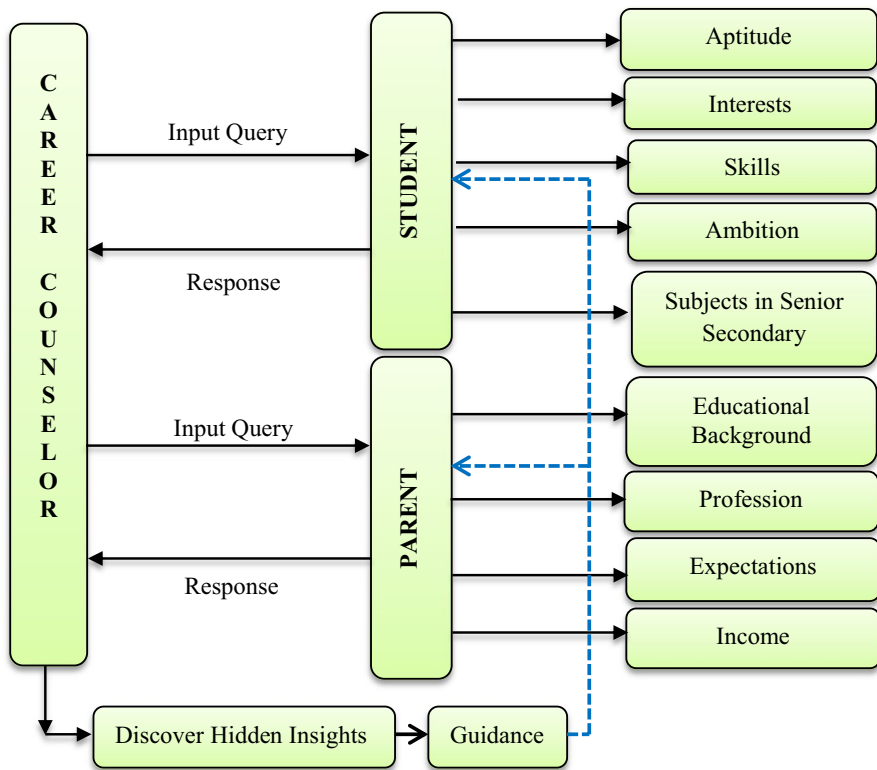 CAREER COUNSELOR
Input Query
Response
Input Query
Response
STUDENT
PARENT
Aptitude
Interests
Skills
Ambition
Subjects in Senior
Secondary
Educational
Background
Profession
Expectations
Income
Discover Hidden Insights
Guidance